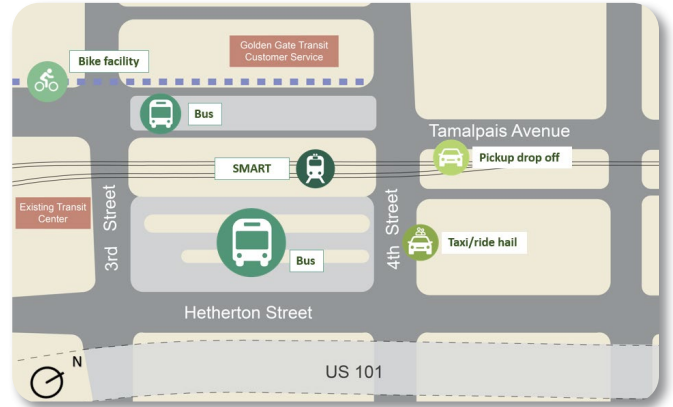 Golden Gate Transit
Customer Service
Bike facility
Bus
Tamalpais Avenue
Pickup drop off
SMART
Existing Transit
Center
3rd Street
4th Street
Taxi/ride hail
Bus
Hetherton Street
US 101
N